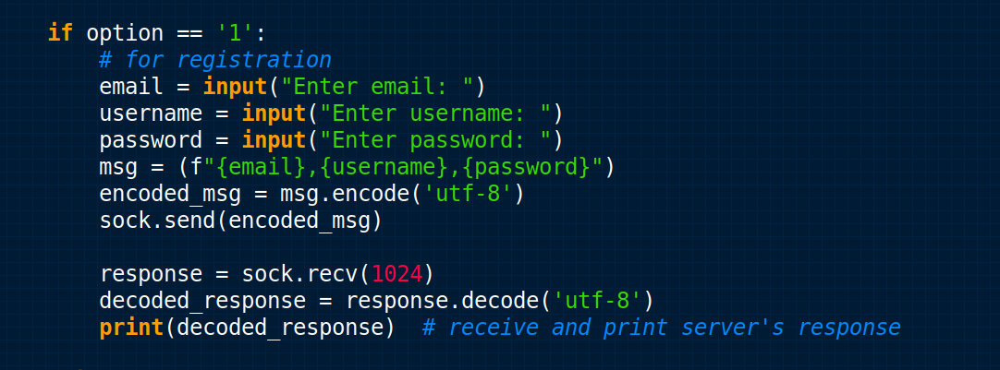 if option == '1':
    # for registration
    email = input("Enter email: ")
    username = input("Enter username: ")
    password = input("Enter password: ")
    msg = (f"{email},{username},{password}")
    encoded_msg = msg.encode('utf-8')
    sock.send(encoded_msg)

    response = sock.recv(1024)
    decoded_response = response.decode('utf-8')
    print(decoded_response)  # receive and print server's response